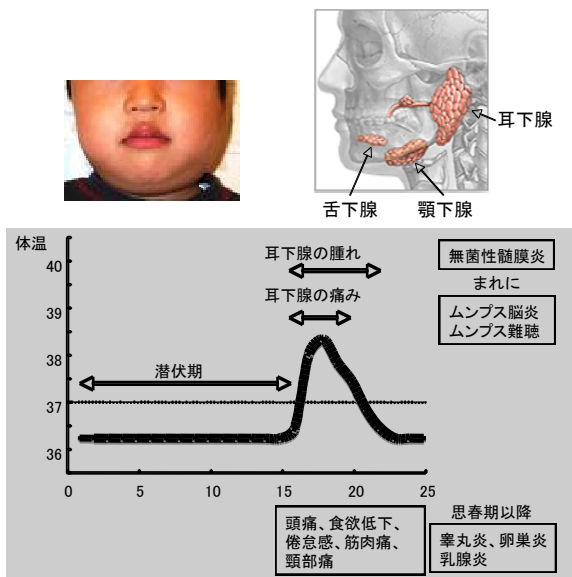 耳下腺
舌下腺
顎下腺
体温
40
39
38
37
36
耳下腺の腫れ
耳下腺の痛み
潜伏期
無菌性髄膜炎
まれに
ムンプス脳炎
ムンプス難聴
0
5
10
15
20
25
頭痛、食欲低下、
倦怠感、筋肉痛、
頸部痛
思春期以降
睾丸炎、卵巣炎
乳腺炎